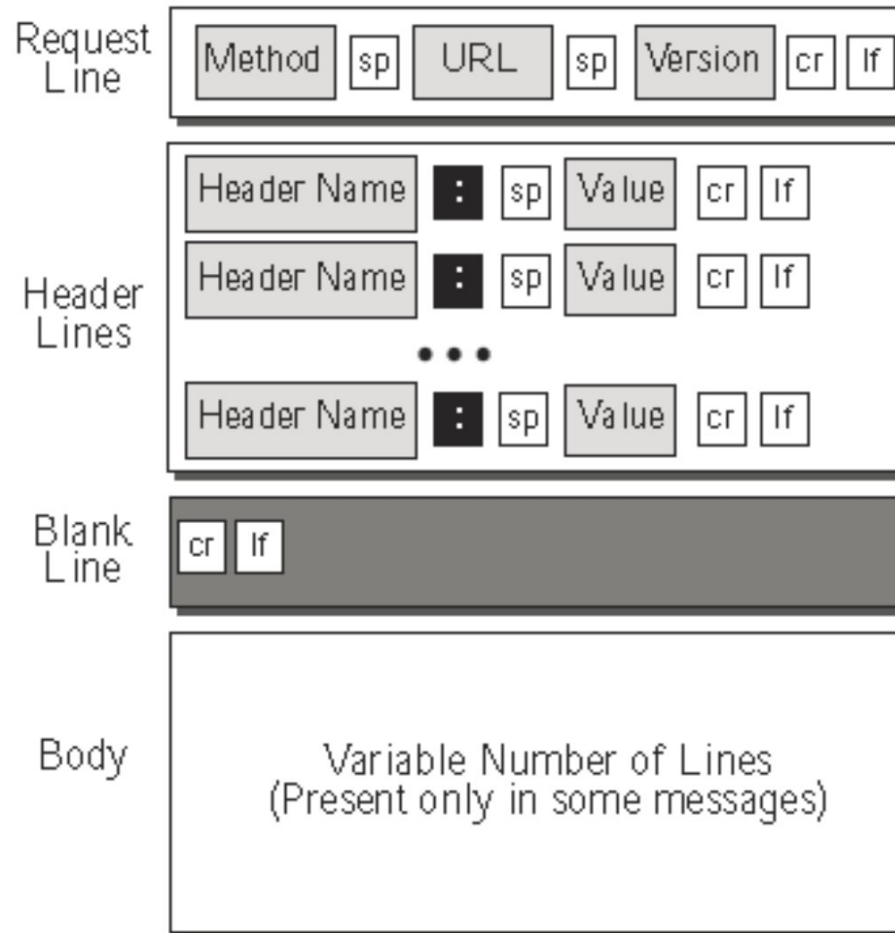 Request Line
Method sp URL sp Version cr lf
Header Lines
Header Name : sp Value cr lf
Header Name : sp Value cr lf
•••
Header Name : sp Value cr lf
Blank Line
cr lf
Body
Variable Number of Lines
(Present only in some messages)